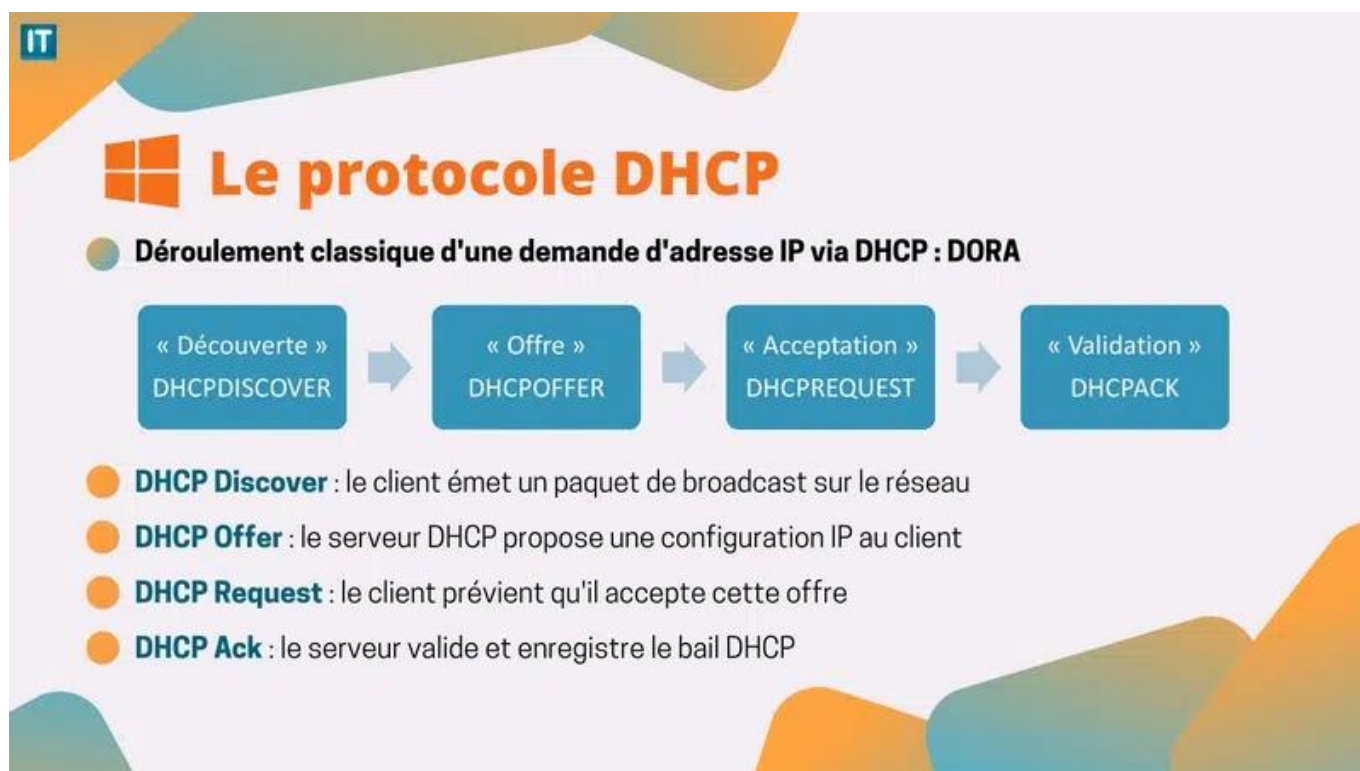 IT
Le protocole DHCP
Déroulement classique d'une demande d'adresse IP via DHCP : DORA
« Découverte »
DHCPDISCOVER
« Offre »
DHCPOFFER
« Acceptation »
DHCPREQUEST
« Validation »
DHCPACK
DHCP Discover : le client émet un paquet de broadcast sur le réseau
DHCP Offer : le serveur DHCP propose une configuration IP au client
DHCP Request : le client prévient qu'il accepte cette offre
DHCP Ack : le serveur valide et enregistre le bail DHCP